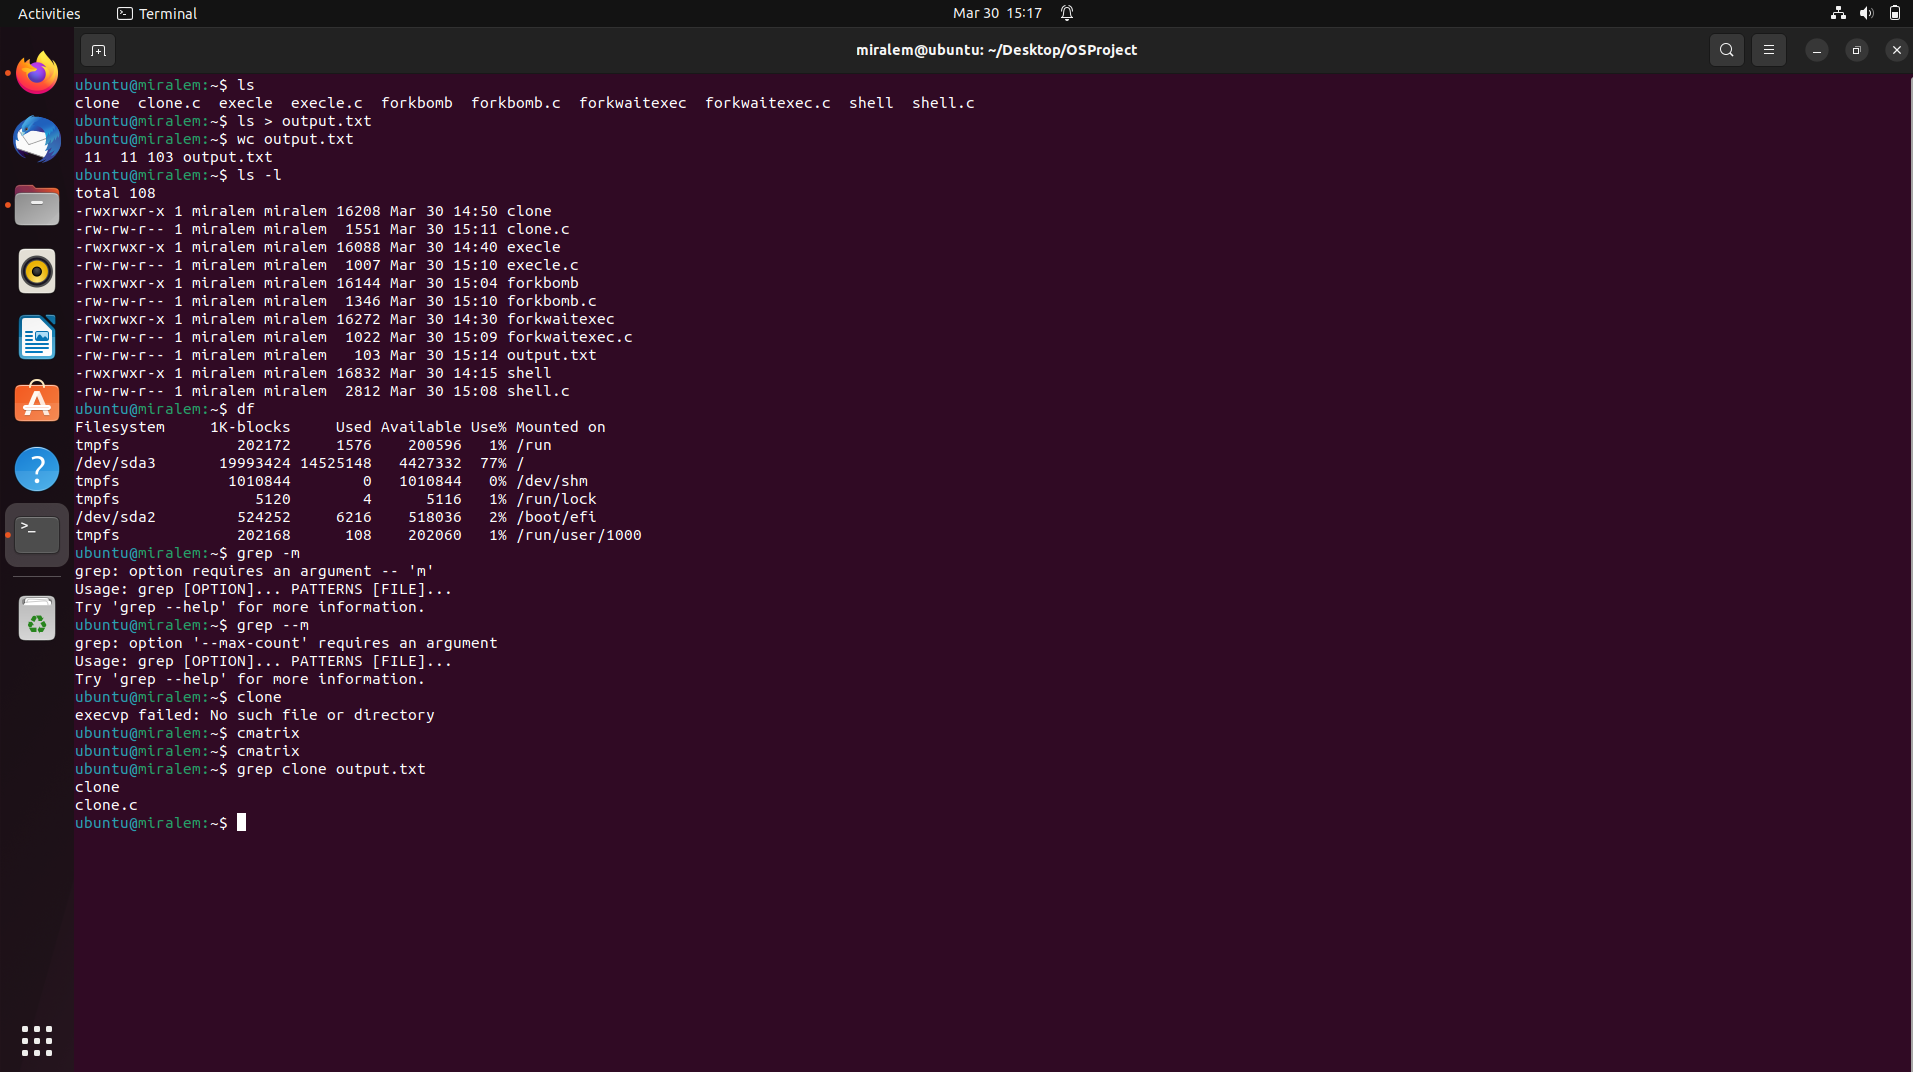 Activities Terminal Mar 30 15:17
miralem@ubuntu: ~/Desktop/OSProject
ubuntu@miralem:~$ ls
clone  clone.c  execle  execle.c  forkbomb  forkbomb.c  forkwaitexec  forkwaitexec.c  shell  shell.c
ubuntu@miralem:~$ ls > output.txt
ubuntu@miralem:~$ wc output.txt
 11  11 103 output.txt
ubuntu@miralem:~$ ls -l
total 108
-rwxrwxr-x 1 miralem miralem 16208 Mar 30 14:50 clone
-rw-rw-r-- 1 miralem miralem  1551 Mar 30 15:11 clone.c
-rwxrwxr-x 1 miralem miralem 16088 Mar 30 14:40 execle
-rw-rw-r-- 1 miralem miralem  1007 Mar 30 15:10 execle.c
-rwxrwxr-x 1 miralem miralem 16144 Mar 30 15:04 forkbomb
-rw-rw-r-- 1 miralem miralem  1346 Mar 30 15:10 forkbomb.c
-rwxrwxr-x 1 miralem miralem 16272 Mar 30 14:30 forkwaitexec
-rw-rw-r-- 1 miralem miralem  1022 Mar 30 15:09 forkwaitexec.c
-rw-rw-r-- 1 miralem miralem   103 Mar 30 15:14 output.txt
-rwxrwxr-x 1 miralem miralem 16832 Mar 30 14:15 shell
-rw-rw-r-- 1 miralem miralem  2812 Mar 30 15:08 shell.c
ubuntu@miralem:~$ df
Filesystem     1K-blocks     Used Available Use% Mounted on
tmpfs             202172     1576    200596   1% /run
/dev/sda3       19993424 14525148   4427332  77% /
tmpfs            1010844        0   1010844   0% /dev/shm
tmpfs               5120        4      5116   1% /run/lock
/dev/sda2         524252     6216    518036   2% /boot/efi
tmpfs             202168      108    202060   1% /run/user/1000
ubuntu@miralem:~$ grep -m
grep: option requires an argument -- 'm'
Usage: grep [OPTION]... PATTERNS [FILE]...
Try 'grep --help' for more information.
ubuntu@miralem:~$ grep --m
grep: option '--max-count' requires an argument
Usage: grep [OPTION]... PATTERNS [FILE]...
Try 'grep --help' for more information.
ubuntu@miralem:~$ clone
execvp failed: No such file or directory
ubuntu@miralem:~$ cmatrix
ubuntu@miralem:~$ cmatrix
ubuntu@miralem:~$ grep clone output.txt
clone
clone.c
ubuntu@miralem:~$